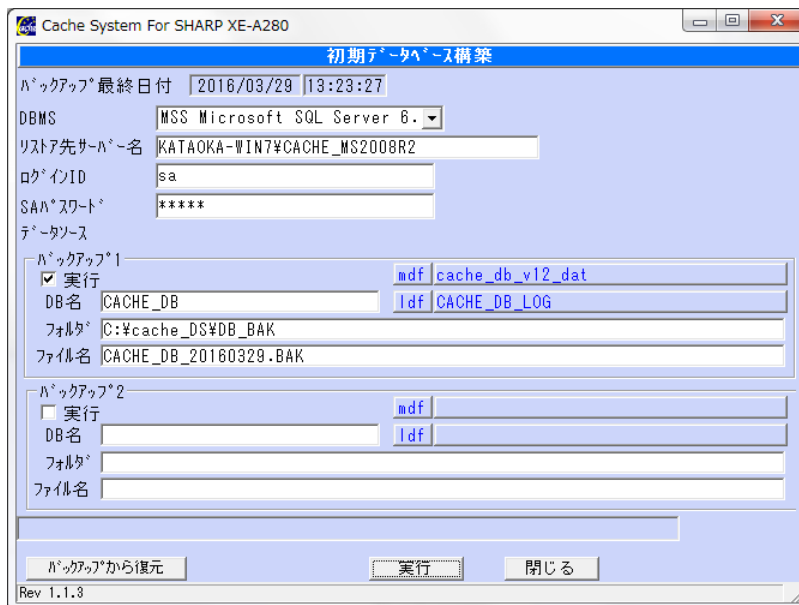 Cache System For SHARP XE-A280
初期ﾃﾞｰﾀﾍﾞｰｽ構築
ﾊﾞｯｸｱｯﾌﾟ最終日付 2016/03/29 13:23:27
DBMS MSS Microsoft SQL Server 6.
ﾘｽﾄｱ先ｻｰﾊﾞｰ名 KATAOKA-WIN7¥CACHE_MS2008R2
ﾛｸﾞｲﾝID sa
SAﾊﾟｽﾜｰﾄﾞ *****
ﾃﾞｰﾀｿｰｽ
ﾊﾞｯｸｱｯﾌﾟ1
実行 mdf cache_db_v12_dat
DB名 CACHE_DB ldf CACHE_DB_LOG
ﾌｫﾙﾀﾞ C:¥cache_DS¥DB_BAK
ﾌｧｲﾙ名 CACHE_DB_20160329.BAK
ﾊﾞｯｸｱｯﾌﾟ2
実行 mdf
DB名 ldf
ﾌｫﾙﾀﾞ
ﾌｧｲﾙ名
ﾊﾞｯｸｱｯﾌﾟから復元 実行 閉じる
Rev 1.1.3